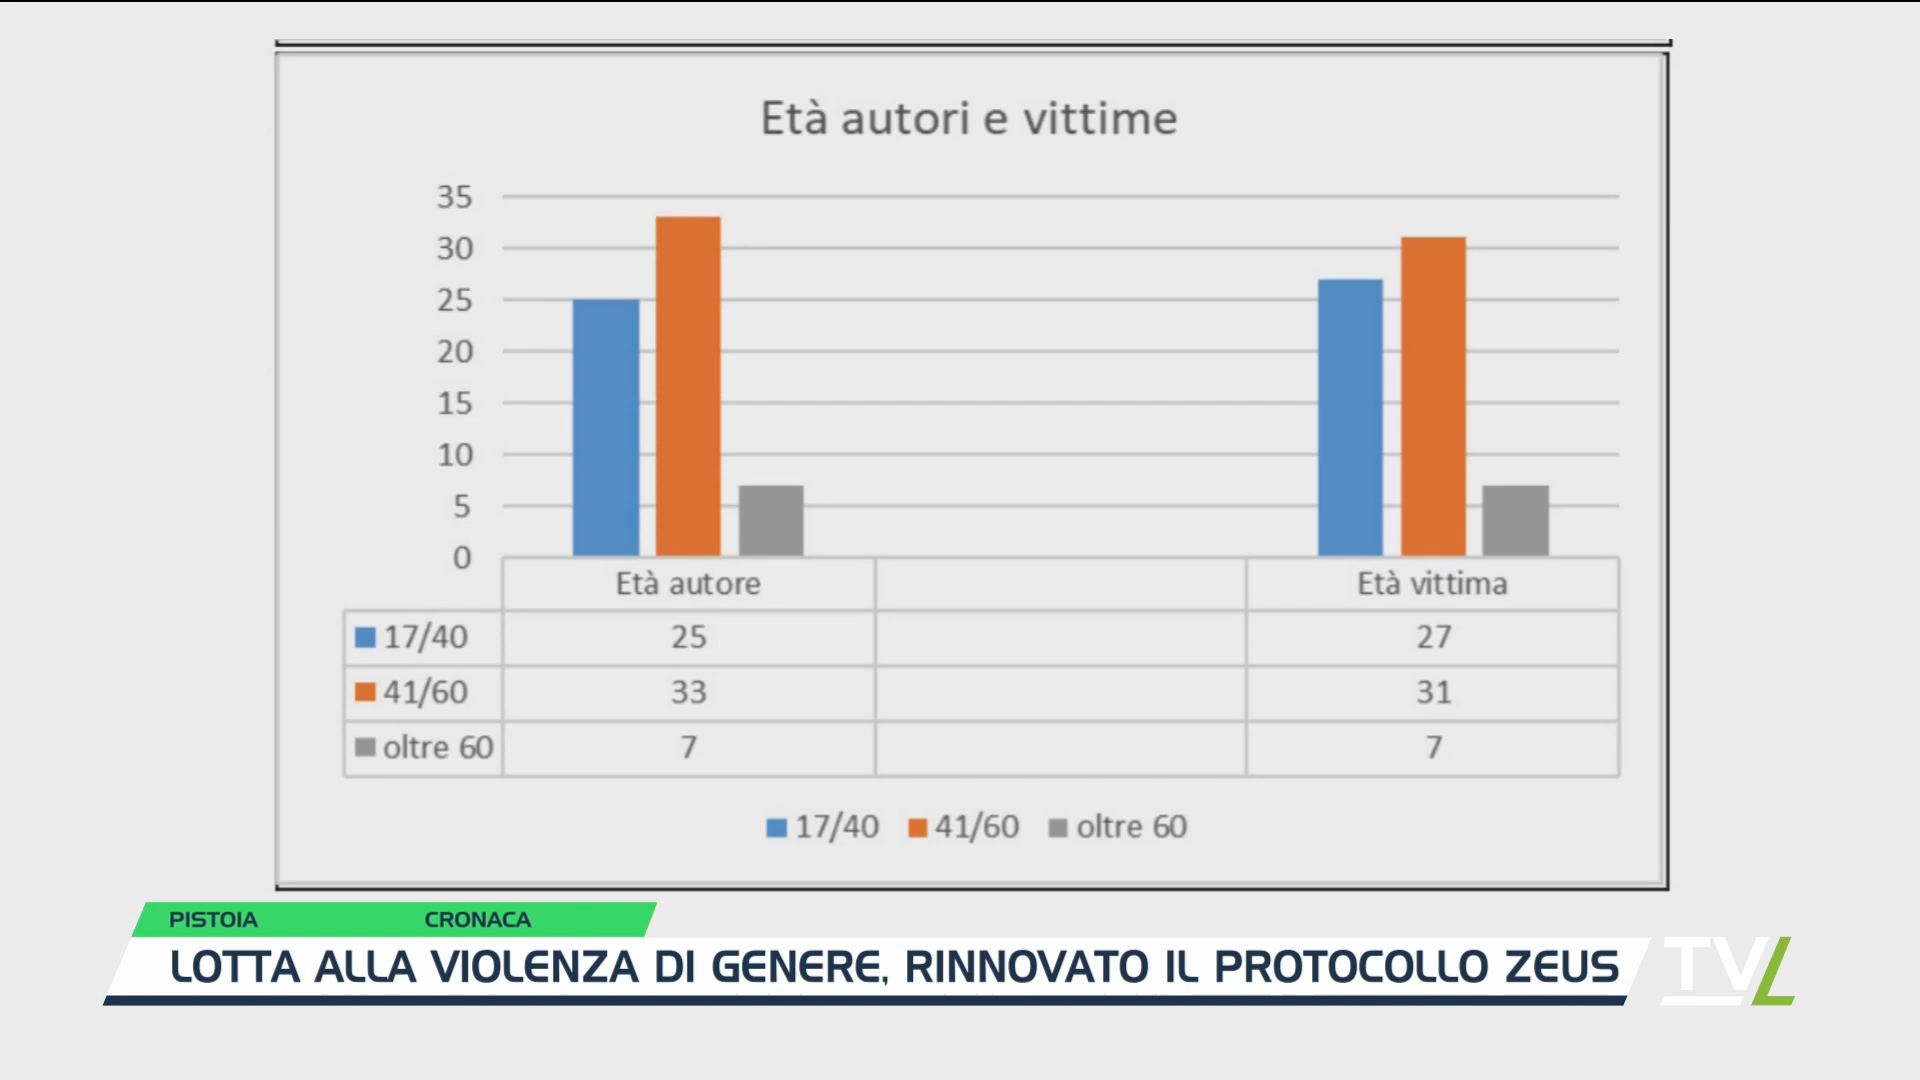 Età autori e vittime
35
30
25
20
15
10
5
0
Età autore Età vittima
17/40 25 27
41/60 33 31
oltre 60 7 7
17/40 41/60 oltre 60
PISTOIA CRONACA
LOTTA ALLA VIOLENZA DI GENERE, RINNOVATO IL PROTOCOLLO ZEUS
TVL